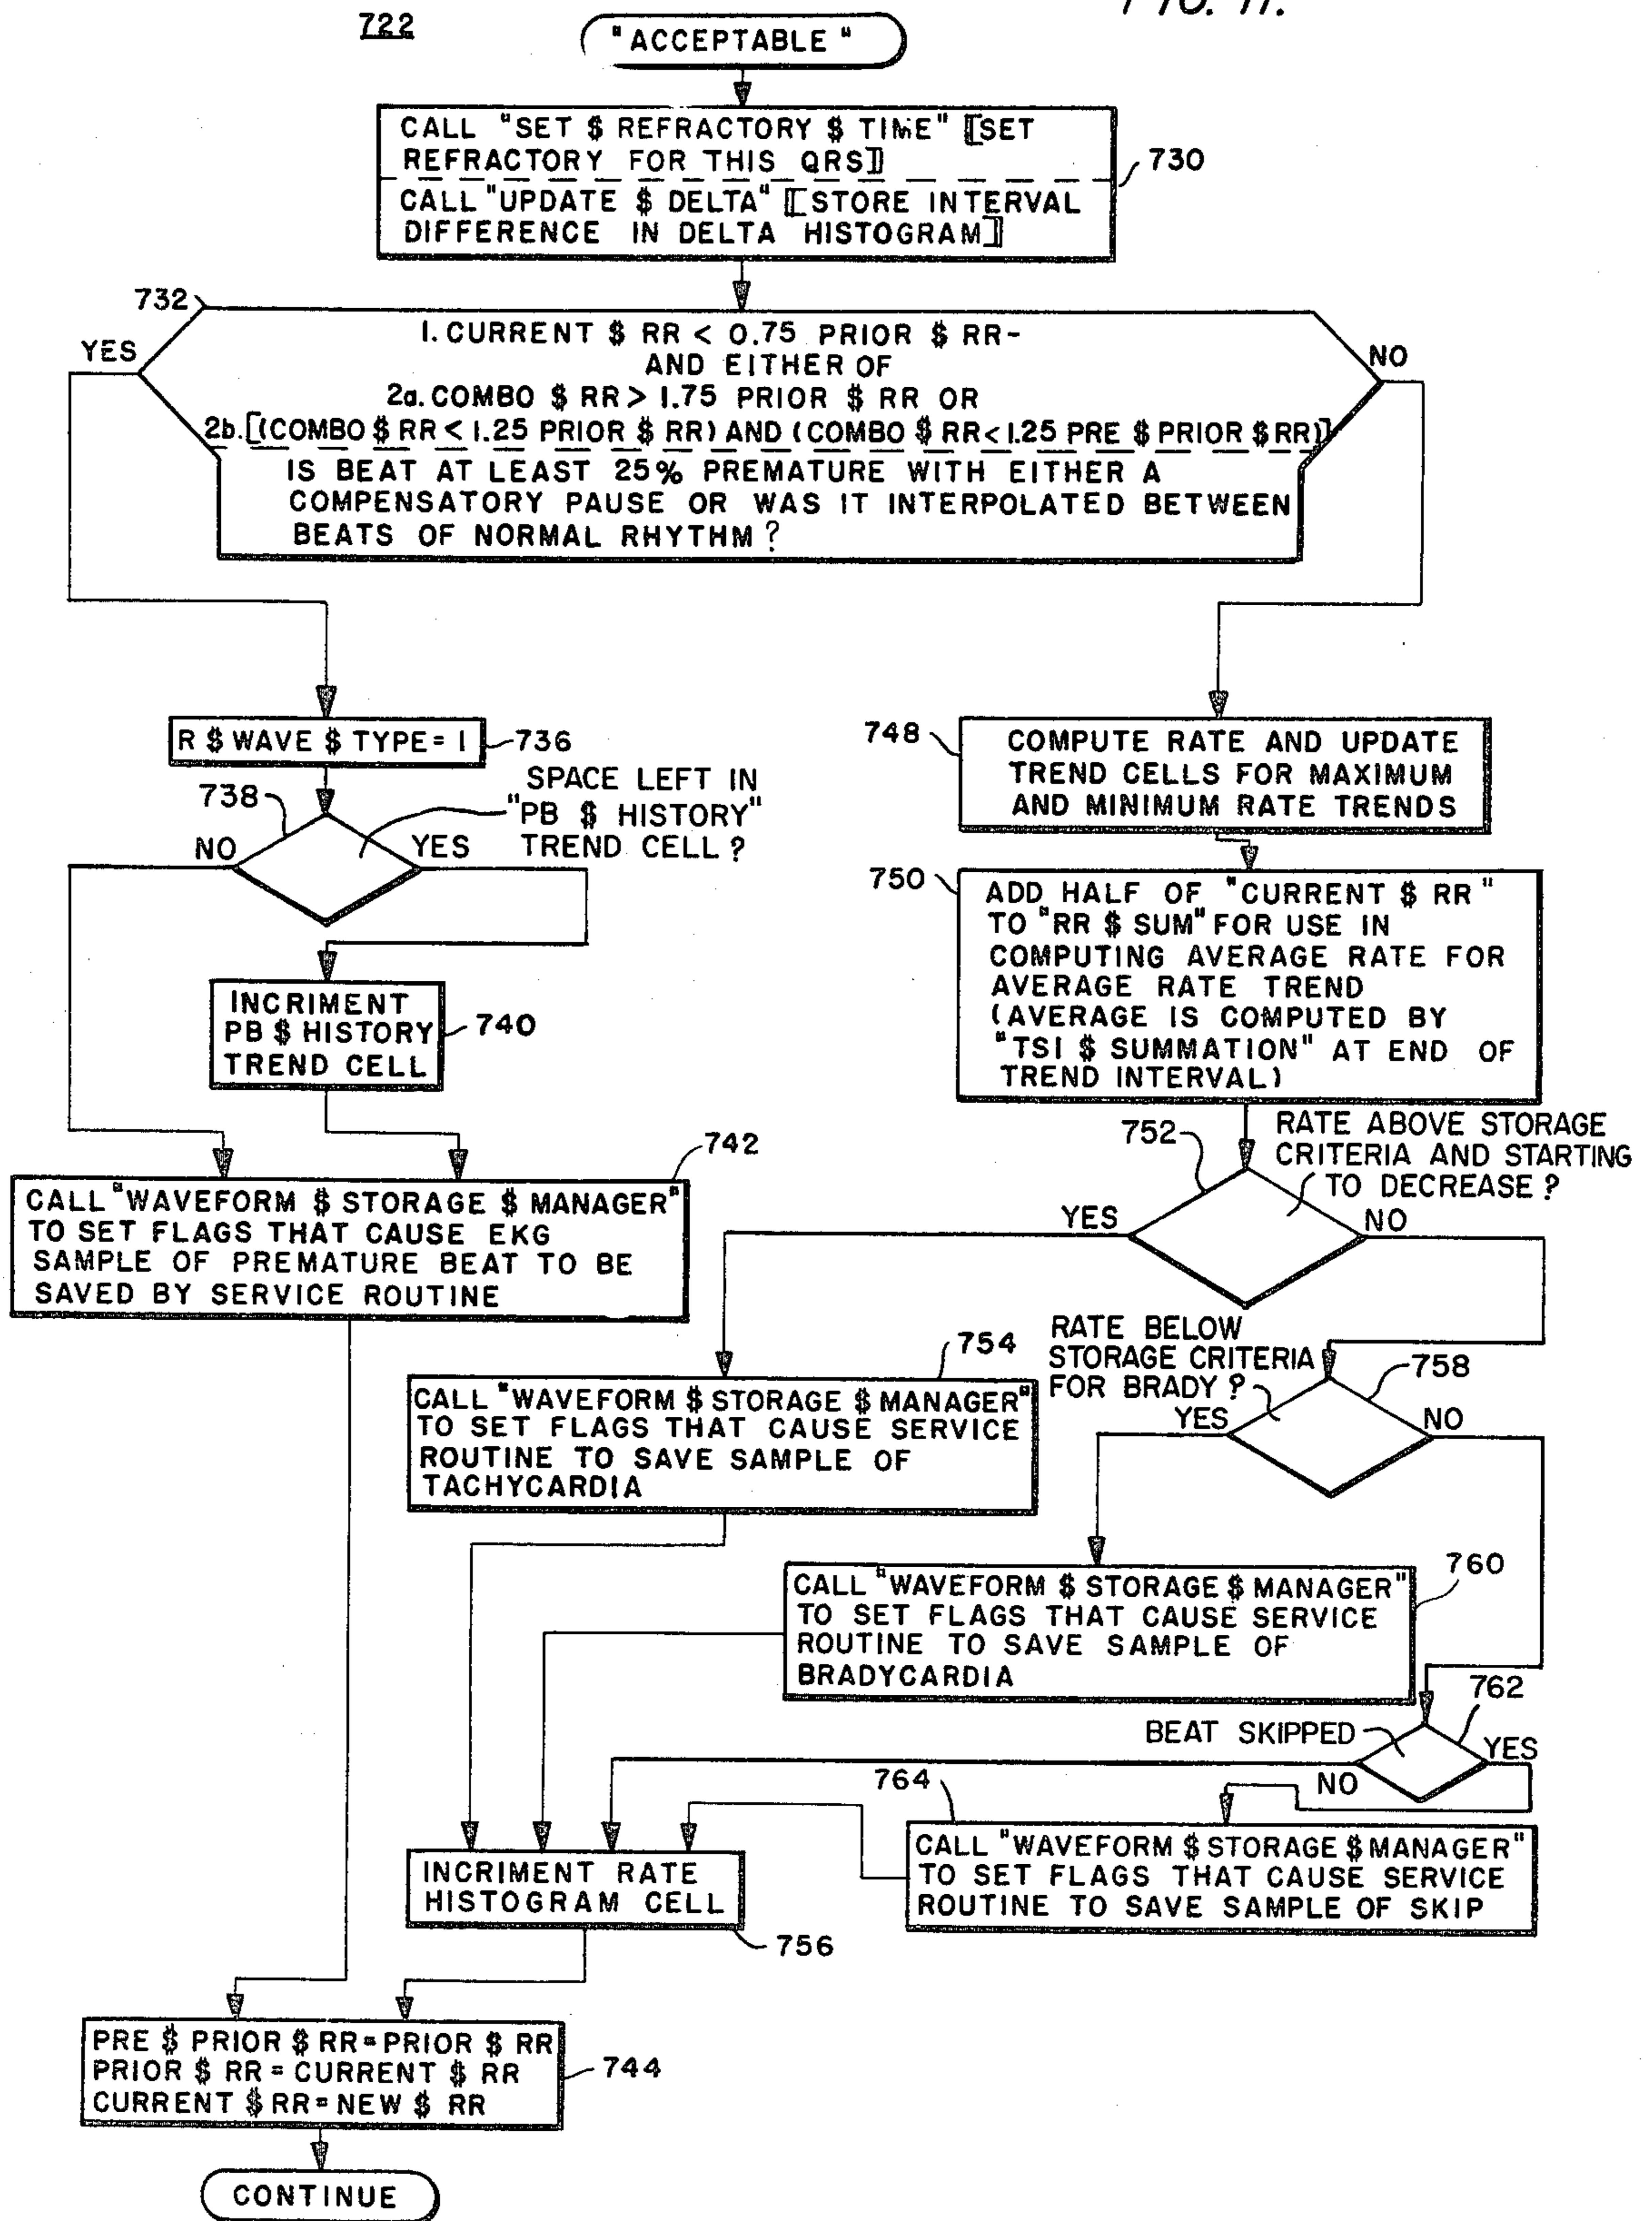 FIG. 11.
722
"ACCEPTABLE"
CALL "SET $ REFRACTORY $ TIME" [[SET
REFRACTORY FOR THIS QRS]]
CALL "UPDATE $ DELTA" [[STORE INTERVAL
DIFFERENCE IN DELTA HISTOGRAM]]
730
732
YES
NO
1. CURRENT $ RR < 0.75 PRIOR $ RR-
AND EITHER OF
2a. COMBO $ RR > 1.75 PRIOR $ RR OR
2b. [(COMBO $ RR < 1.25 PRIOR $ RR) AND (COMBO $ RR < 1.25 PRE $ PRIOR $ RR)]
IS BEAT AT LEAST 25% PREMATURE WITH EITHER A
COMPENSATORY PAUSE OR WAS IT INTERPOLATED BETWEEN
BEATS OF NORMAL RHYTHM?
R $ WAVE $ TYPE = 1
736
738
SPACE LEFT IN
"PB $ HISTORY"
TREND CELL?
NO
YES
INCRIMENT
PB $ HISTORY
TREND CELL
740
742
CALL "WAVEFORM $ STORAGE $ MANAGER"
TO SET FLAGS THAT CAUSE EKG
SAMPLE OF PREMATURE BEAT TO BE
SAVED BY SERVICE ROUTINE
748
COMPUTE RATE AND UPDATE
TREND CELLS FOR MAXIMUM
AND MINIMUM RATE TRENDS
750
ADD HALF OF "CURRENT $ RR"
TO "RR $ SUM" FOR USE IN
COMPUTING AVERAGE RATE FOR
AVERAGE RATE TREND
(AVERAGE IS COMPUTED BY
"TSI $ SUMMATION" AT END OF
TREND INTERVAL)
752
RATE ABOVE STORAGE
CRITERIA AND STARTING
TO DECREASE?
YES
NO
754
CALL "WAVEFORM $ STORAGE $ MANAGER"
TO SET FLAGS THAT CAUSE SERVICE
ROUTINE TO SAVE SAMPLE OF
TACHYCARDIA
RATE BELOW
STORAGE CRITERIA
FOR BRADY?
758
YES
NO
760
CALL "WAVEFORM $ STORAGE $ MANAGER"
TO SET FLAGS THAT CAUSE SERVICE
ROUTINE TO SAVE SAMPLE OF
BRADYCARDIA
762
BEAT SKIPPED
YES
NO
764
CALL "WAVEFORM $ STORAGE $ MANAGER"
TO SET FLAGS THAT CAUSE SERVICE
ROUTINE TO SAVE SAMPLE OF SKIP
INCRIMENT RATE
HISTOGRAM CELL
756
PRE $ PRIOR $ RR = PRIOR $ RR
PRIOR $ RR = CURRENT $ RR
CURRENT $ RR = NEW $ RR
744
CONTINUE